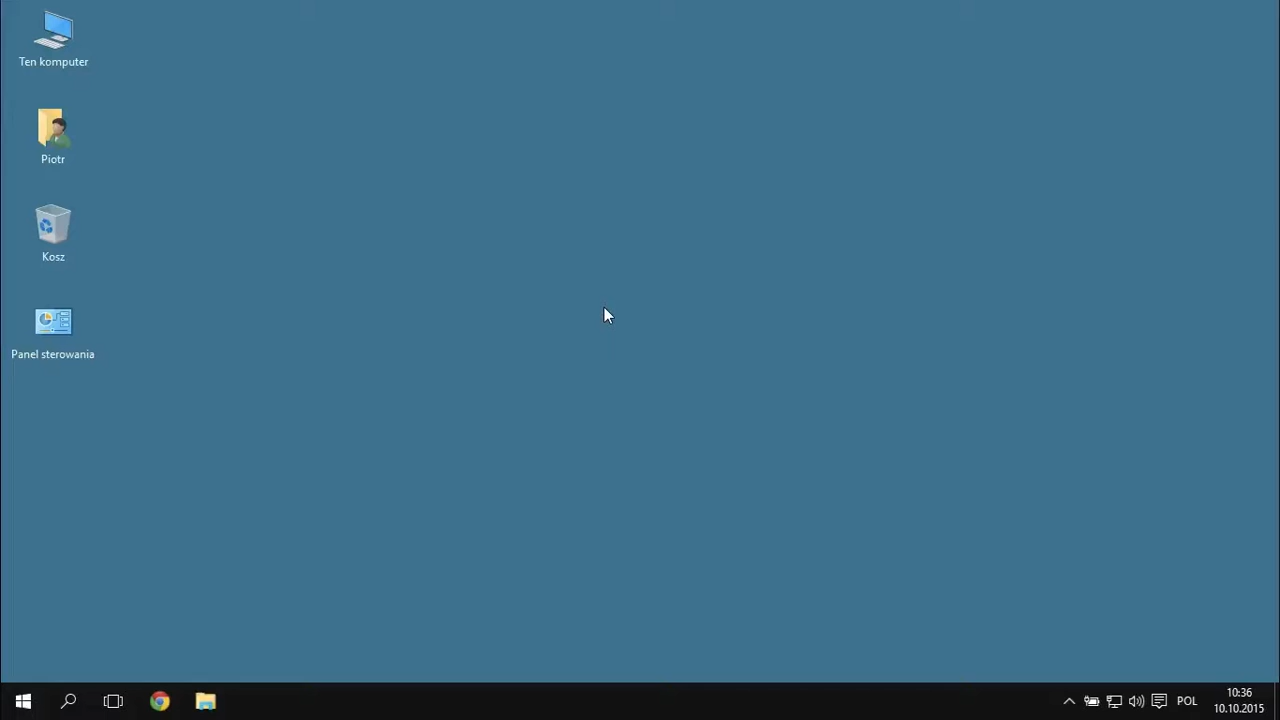 Ten komputer
Piotr
Kosz
Panel sterowania
POL
10:36
10.10.2015